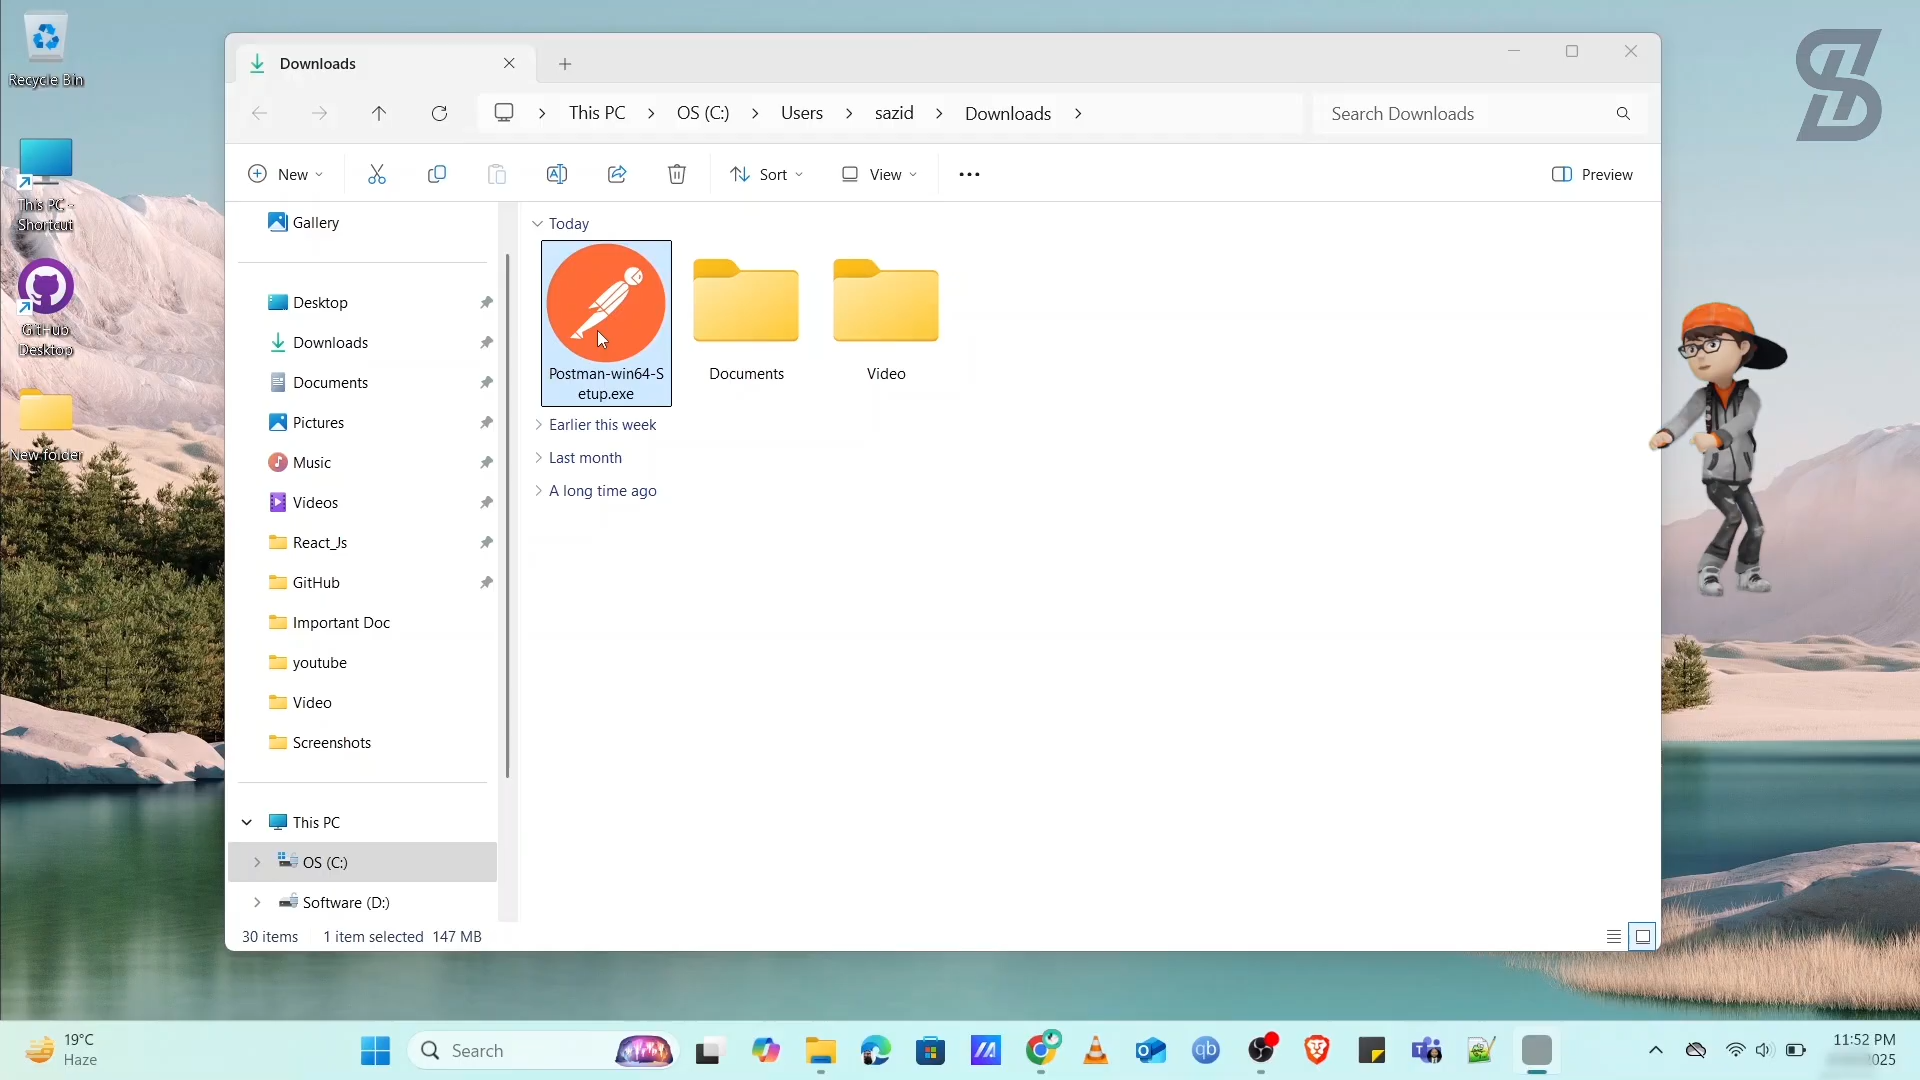 Recycle Bin
This PC -
Shortcut
GitHub
Desktop
New folder
Downloads
This PC
OS (C:)
Users
sazid
Downloads
Search Downloads
New
Sort
View
Preview
Gallery
Desktop
Downloads
Documents
Pictures
Music
Videos
React_Js
GitHub
Important Doc
youtube
Video
Screenshots
This PC
OS (C:)
Software (D:)
Today
Postman-win64-S
etup.exe
Documents
Video
Earlier this week
Last month
A long time ago
30 items
1 item selected 147 MB
19°C
Haze
Search
qb
11:52 PM
2025